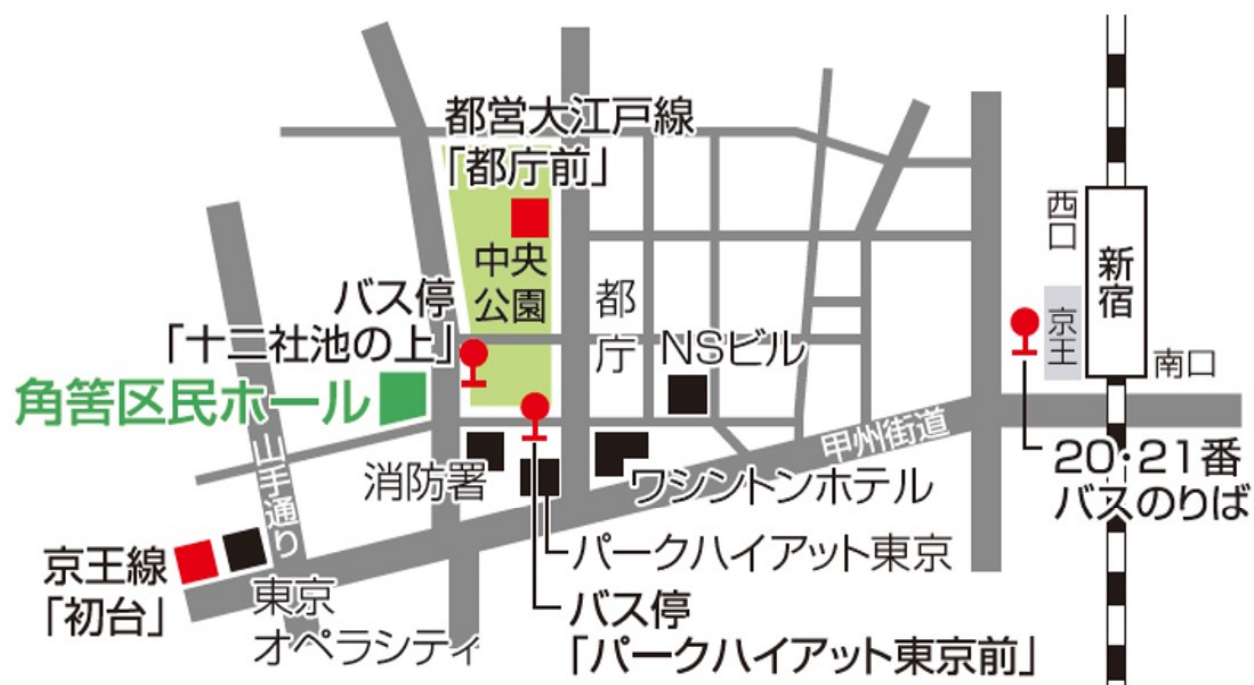 都営大江戸線
「都庁前」
中央
公園
バス停
「十二社池の上」
角筈区民ホール
都
庁
NSビル
西口
新宿
京王
南口
甲州街道
20・21番
バスのりば
山手通り
消防署
ワシントンホテル
パークハイアット東京
京王線
「初台」
東京
オペラシティ
バス停
「パークハイアット東京前」